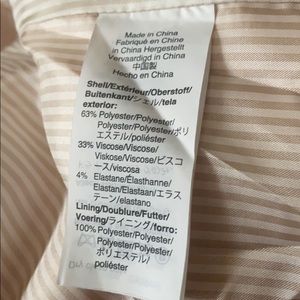 Made in China
Fabriqué en Chine
In China Hergestellt
Vervaardigd in China
中国製
Hecho en China
Shell/Extérieur/Oberstoff/
Buitenkant/シェル/tela
exterior:
63% Polyester/Polyester/
Polyester/Polyester/ポリ
エステル/poliéster
33% Viscose/Viscose/
Viskose/Viscose/ビスコ
ース/viscosa
4% Elastane/Élasthanne/
Elastan/Elastaan/エラス
テーン/elastano
Lining/Doublure/Futter/
Voering/ライニング/forro:
100% Polyester/Polyester/
Polyester/Polyester/
ポリエステル/
poliéster